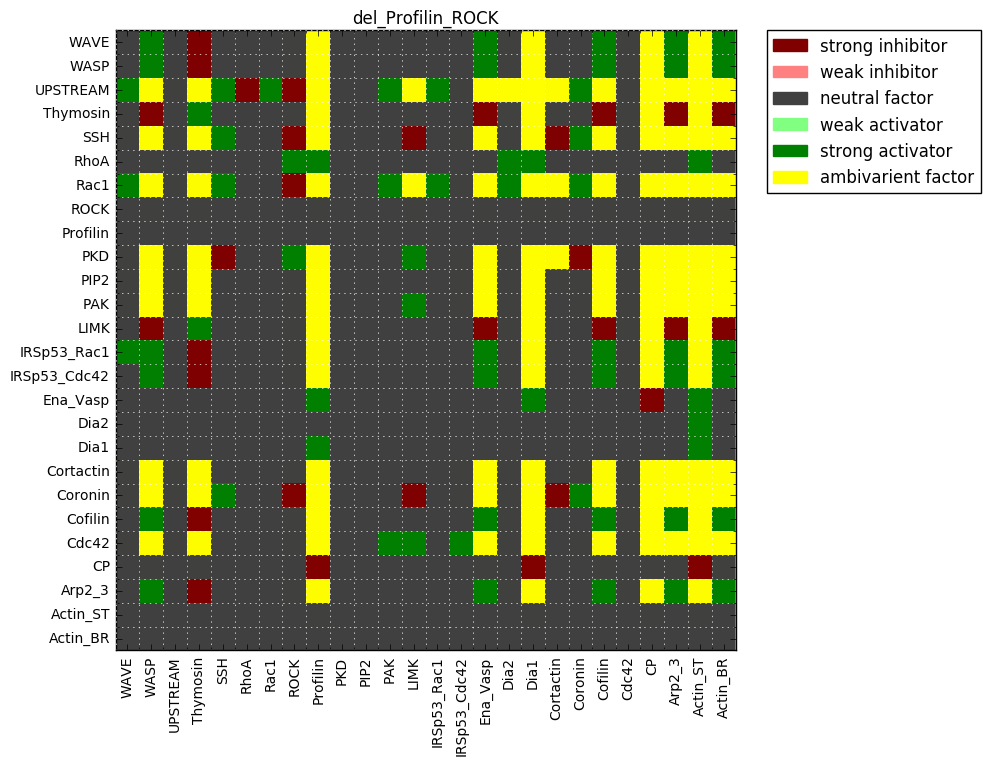 del_Profilin_ROCK
WAVE
WASP
UPSTREAM
Thymosin
SSH
RhoA
Rac1
ROCK
Profilin
PKD
PIP2
PAK
LIMK
IRSp53_Rac1
IRSp53_Cdc42
Ena_Vasp
Dia2
Dia1
Cortactin
Coronin
Cofilin
Cdc42
CP
Arp2_3
Actin_ST
Actin_BR
WAVE
WASP
UPSTREAM
Thymosin
SSH
RhoA
Rac1
ROCK
Profilin
PKD
PIP2
PAK
LIMK
IRSp53_Rac1
IRSp53_Cdc42
Ena_Vasp
Dia2
Dia1
Cortactin
Coronin
Cofilin
Cdc42
CP
Arp2_3
Actin_ST
Actin_BR
strong inhibitor
weak inhibitor
neutral factor
weak activator
strong activator
ambivarient factor